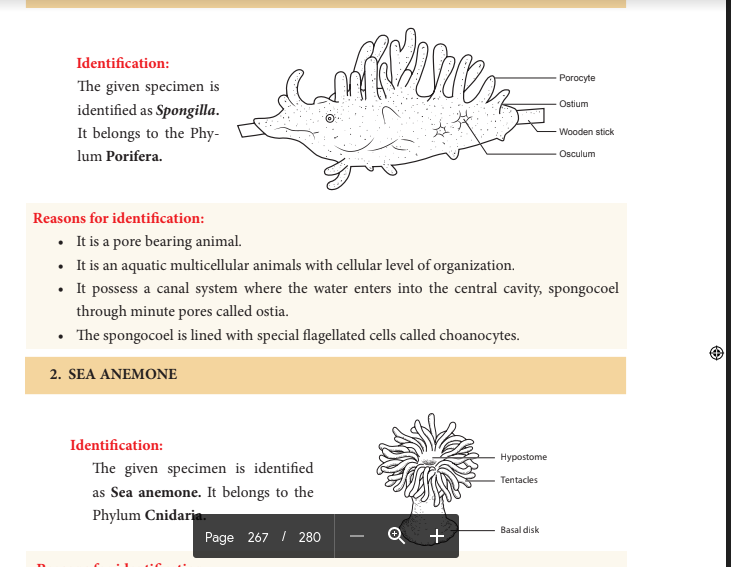 Identification:
The given specimen is
identified as Spongilla.
It belongs to the Phy-
lum Porifera.
Porocyte
Ostium
Wooden stick
Osculum
Reasons for identification:
• It is a pore bearing animal.
• It is an aquatic multicellular animals with cellular level of organization.
• It possess a canal system where the water enters into the central cavity, spongocoel
through minute pores called ostia.
• The spongocoel is lined with special flagellated cells called choanocytes.
2. SEA ANEMONE
Identification:
The given specimen is identified
as Sea anemone. It belongs to the
Phylum Cnidaria.
Hypostome
Tentacles
Basal disk
Page 267 / 280